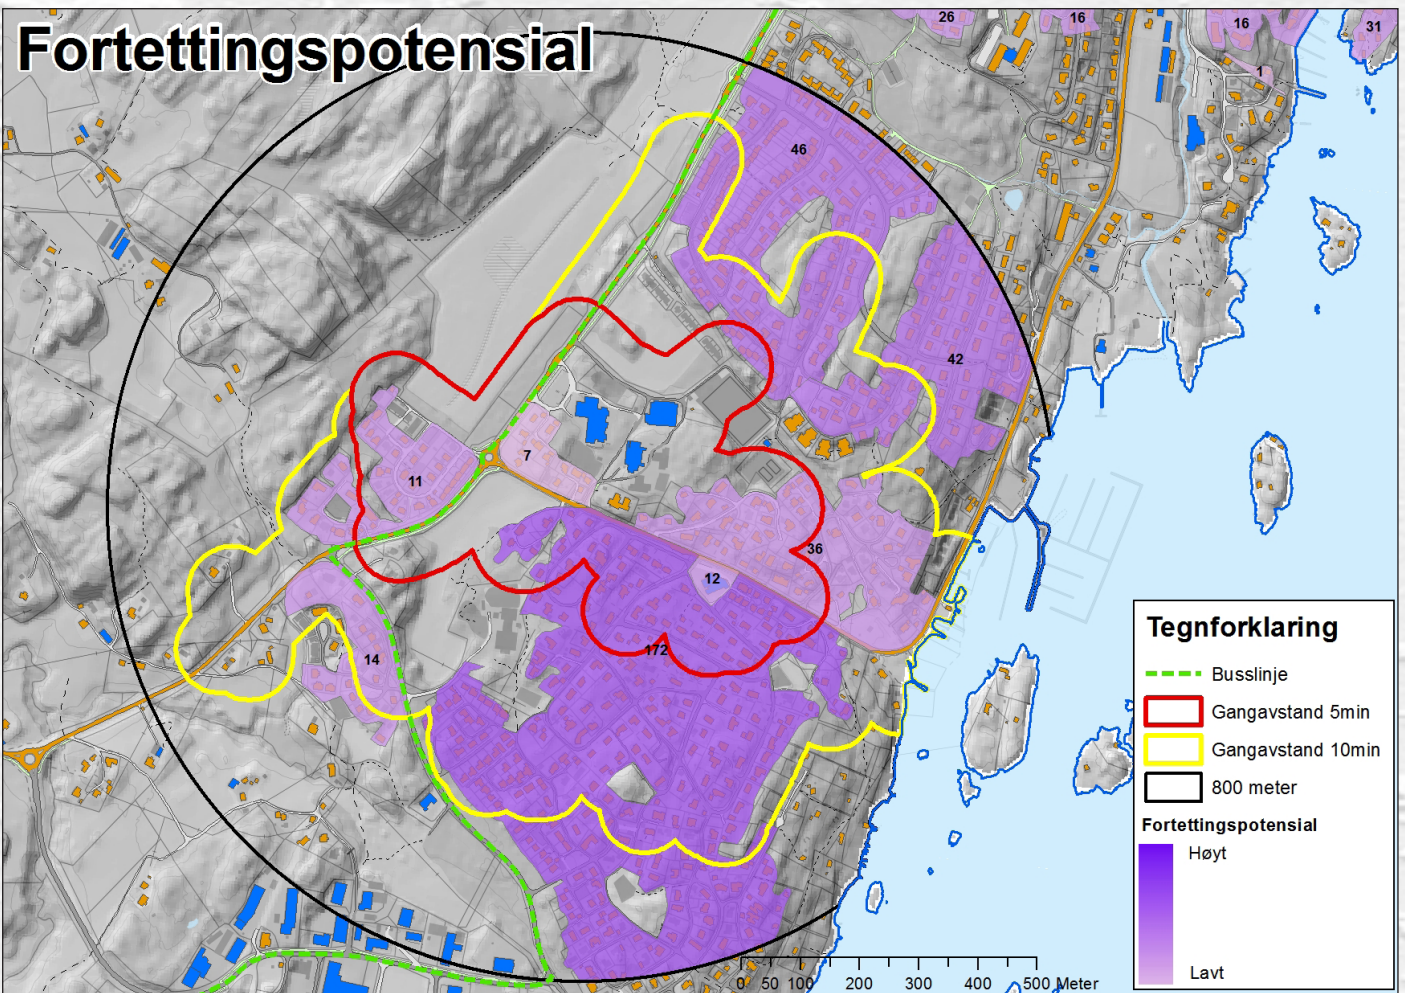 Fortettingspotensial
26
16
16
31
1
46
42
7
11
36
12
172
14
Tegnforklaring
Busslinje
Gangavstand 5min
Gangavstand 10min
800 meter
Fortettingspotensial
Høyt
Lavt
0 50 100 200 300 400 500 Meter